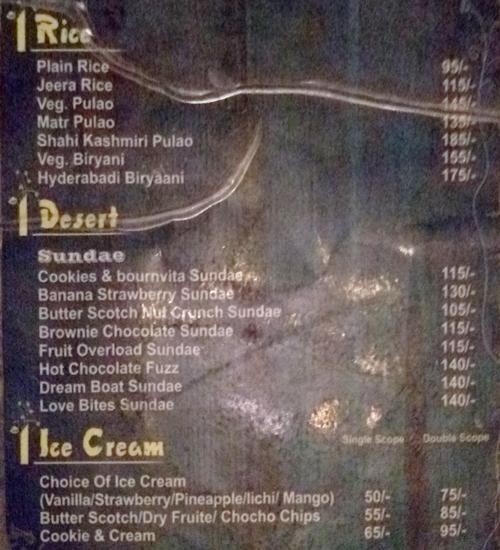 Rice
Plain Rice 95/-
Jeera Rice 115/-
Veg. Pulao 145/-
Matr Pulao 135/-
Shahi Kashmiri Pulao 185/-
Veg. Biryani 155/-
Hyderabadi Biryaani 175/-
Desert
Sundae
Cookies & bournvita Sundae 115/-
Banana Strawberry Sundae 130/-
Butter Scotch Nut Crunch Sundae 105/-
Brownie Chocolate Sundae 115/-
Fruit Overload Sundae 115/-
Hot Chocolate Fuzz 140/-
Dream Boat Sundae 140/-
Love Bites Sundae 140/-
Ice Cream Single Scope Double Scope
Choice Of Ice Cream
(Vanilla/Strawberry/Pineapple/lichi/ Mango) 50/- 75/-
Butter Scotch/Dry Fruite/ Chocho Chips 55/- 85/-
Cookie & Cream 65/- 95/-